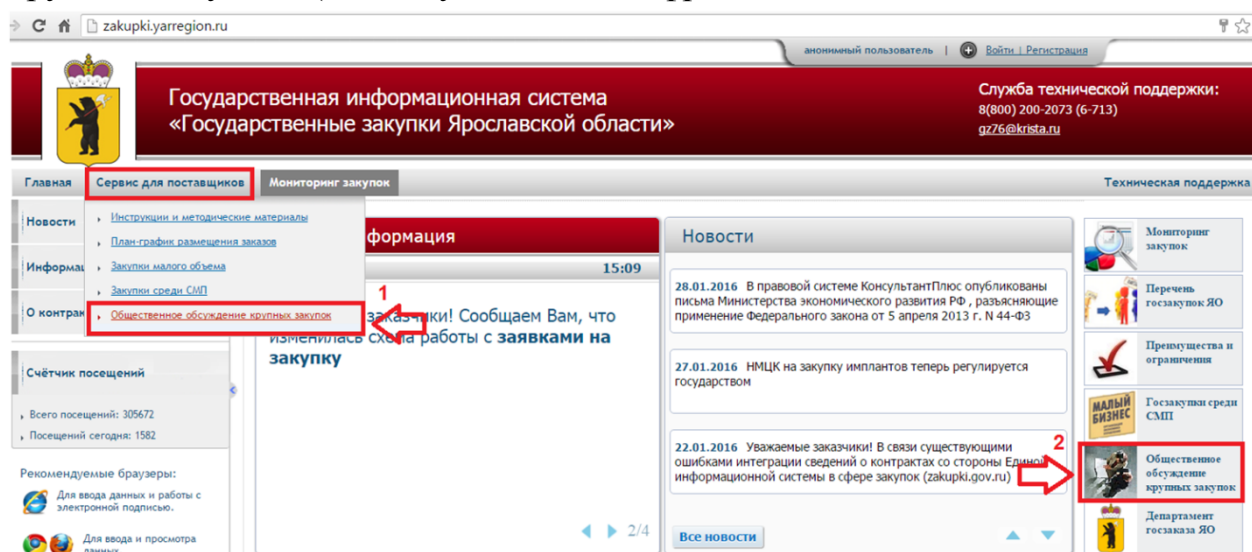 zakupki.yarregion.ru
анонимный пользователь | Войти | Регистрация
Государственная информационная система
«Государственные закупки Ярославской области»
Служба технической поддержки:
8(800) 200-2073 (6-713)
gz76@krista.ru
Главная Сервис для поставщиков Мониторинг закупок Техническая поддержка
Новости
Информац
О контрак
Инструкции и методические материалы
План-график размещения заказов
Закупки малого объема
Закупки среди СМП
Общественное обсуждение крупных закупок
1
формация
15:09
заказчики! Сообщаем Вам, что
изменилась схема работы с заявками на
закупку
2/4
Счётчик посещений
Всего посещений: 305672
Посещений сегодня: 1582
Рекомендуемые браузеры:
Для ввода данных и работы с
электронной подписью.
Для ввода и просмотра
данных
Новости
28.01.2016 В правовой системе КонсультантПлюс опубликованы
письма Министерства экономического развития РФ , разъясняющие
применение Федерального закона от 5 апреля 2013 г. N 44-ФЗ
27.01.2016 НМЦК на закупку имплантов теперь регулируется
государством
22.01.2016 Уважаемые заказчики! В связи существующими
ошибками интеграции сведений о контрактах со стороны Единой
информационной системы в сфере закупок (zakupki.gov.ru)
2
Все новости
Мониторинг
закупок
Перечень
госзакупок ЯО
Преимущества и
ограничения
МАЛЫЙ
БИЗНЕС
Госзакупки среди
СМП
Общественное
обсуждение
крупных закупок
Департамент
госзаказа ЯО